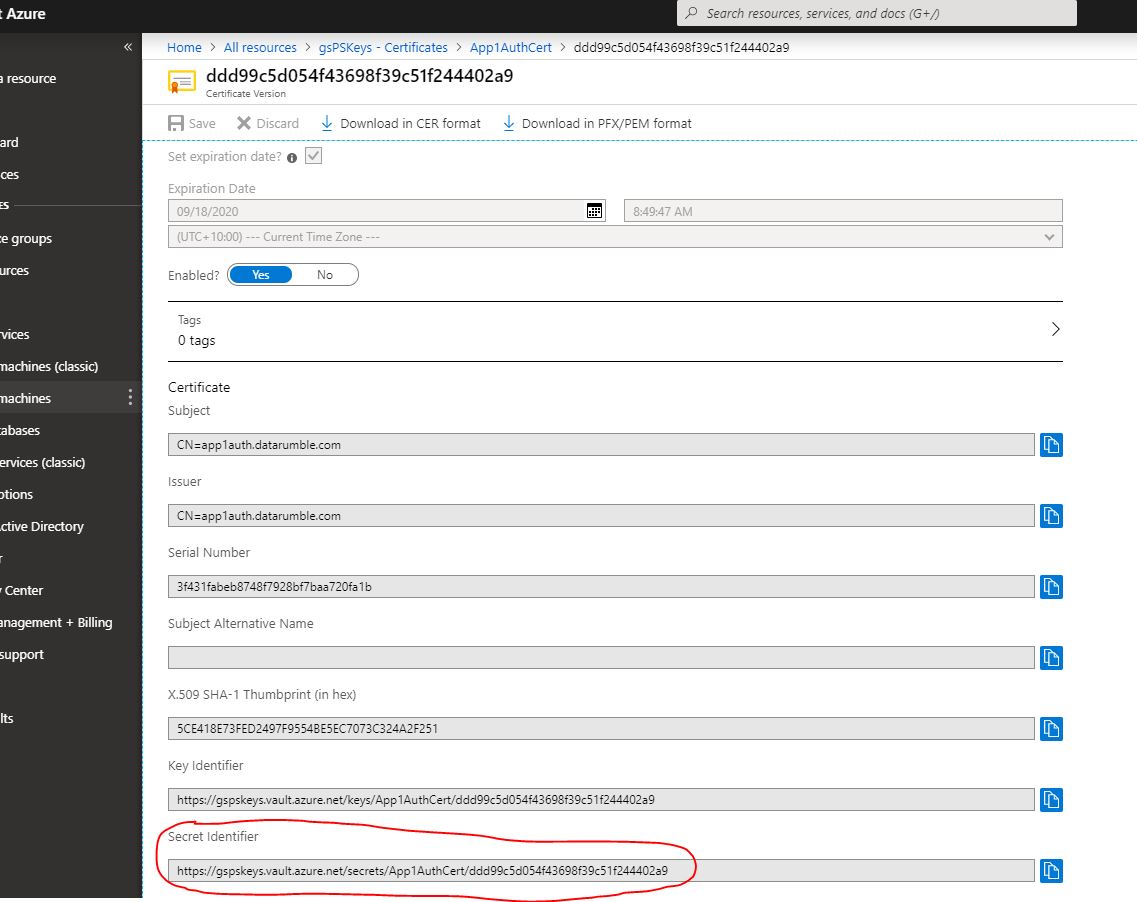 t Azure
Search resources, services, and docs (G+/)
«
Home > All resources > gsPSKeys - Certificates > App1AuthCert > ddd99c5d054f43698f39c51f244402a9
ddd99c5d054f43698f39c51f244402a9
Certificate Version
Save Discard Download in CER format Download in PFX/PEM format
a resource
ard
ces
ES
ce groups
urces
rvices
machines (classic)
machines
tabases
ervices (classic)
ptions
Active Directory
r
y Center
anagement + Billing
support
lts
Set expiration date?
Expiration Date
09/18/2020 8:49:47 AM
(UTC+10:00) --- Current Time Zone ---
Enabled? Yes No
Tags
0 tags
Certificate
Subject
CN=app1auth.datarumble.com
Issuer
CN=app1auth.datarumble.com
Serial Number
3f431fabeb8748f7928bf7baa720fa1b
Subject Alternative Name
X.509 SHA-1 Thumbprint (in hex)
5CE418E73FED2497F9554BE5EC7073C324A2F251
Key Identifier
https://gspskeys.vault.azure.net/keys/App1AuthCert/ddd99c5d054f43698f39c51f244402a9
Secret Identifier
https://gspskeys.vault.azure.net/secrets/App1AuthCert/ddd99c5d054f43698f39c51f244402a9